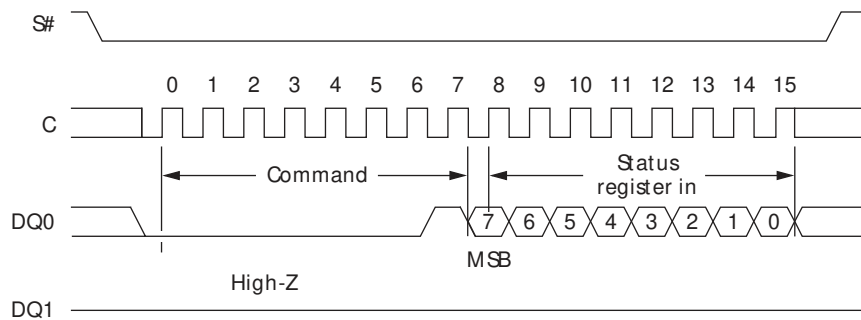 S#
0 1 2 3 4 5 6 7 8 9 10 11 12 13 14 15
C
Command
Status
register in
DQ0
7 6 5 4 3 2 1 0
MSB
High-Z
DQ1